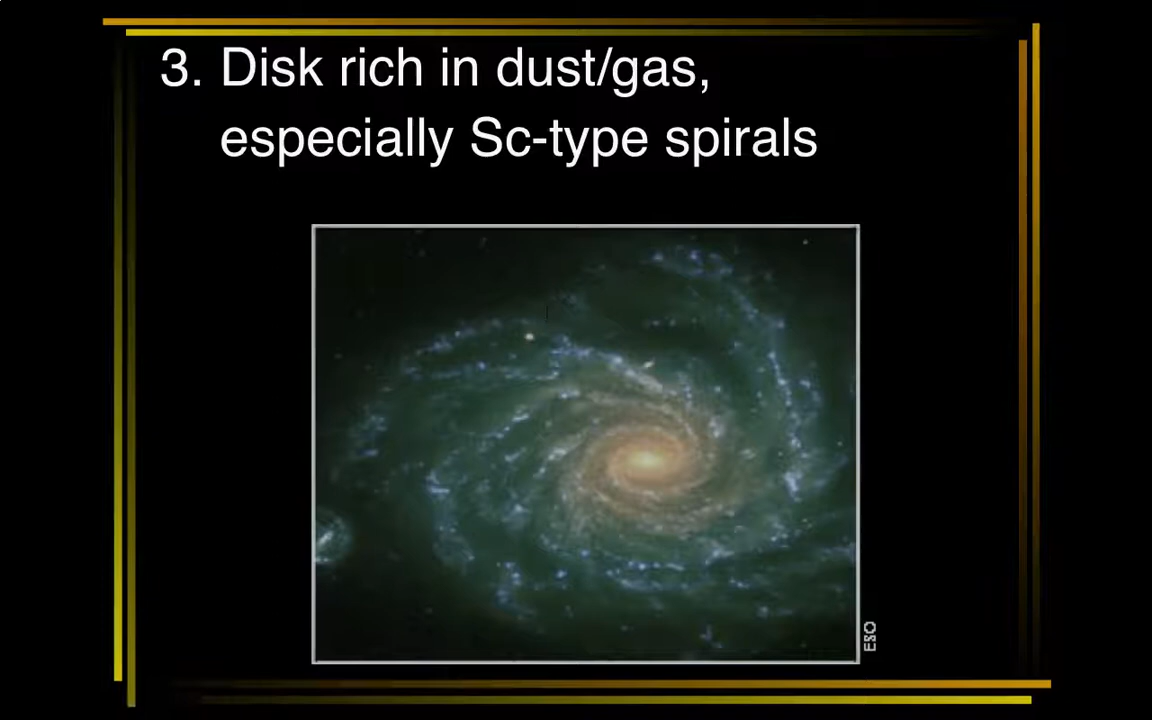 3. Disk rich in dust/gas,
especially Sc-type spirals
ESO